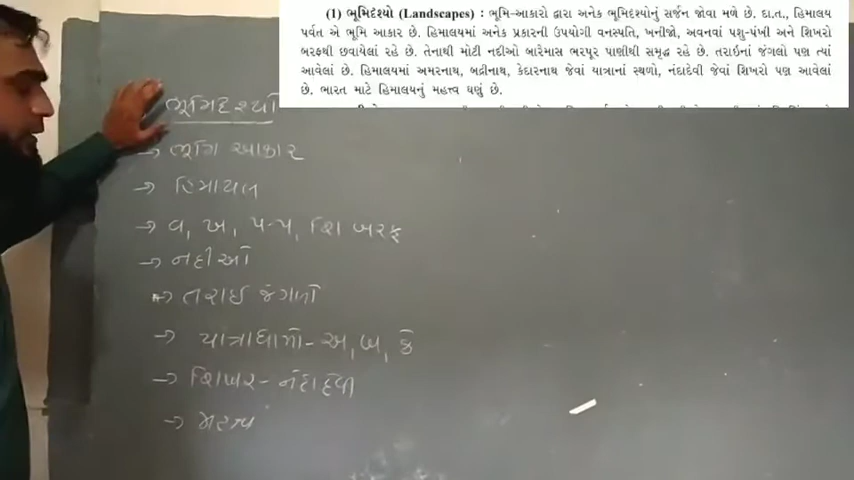 (1) ભૂમિદૃશ્યો (Landscapes) : ભૂમિ-આકારો દ્વારા અનેક ભૂમિદૃશ્યોનું સર્જન જોવા મળે છે. દા.ત., હિમાલય
પર્વત એ ભૂમિ આકાર છે. હિમાલયમાં અનેક પ્રકારની ઉપયોગી વનસ્પતિ, ખનીજો, અવનવાં પશુ-પંખી અને શિખરો
બરફથી છવાયેલાં રહે છે. તેનાથી મોટી નદીઓ બારેમાસ ભરપૂર પાણીથી સમૃદ્ધ રહે છે. તરાઇનાં જંગલો પણ ત્યાં
આવેલાં છે. હિમાલયમાં અમરનાથ, બદ્રીનાથ, કેદારનાથ જેવાં યાત્રાનાં સ્થળો, નંદાદેવી જેવાં શિખરો પણ આવેલાં
છે. ભારત માટે હિમાલયનું મહત્ત્વ ઘણું છે.
ભૂમિદૃશ્યો
→ ભૂમિ આકાર
→ હિમાલય
→ વ, ખ, પ-પ, શિ બરફ
→ નદીઓ
→ તરાઇ જંગલો
→ યાત્રાધામો - અ, બ, કે
→ શિખર - નંદાદેવી
→ મહત્વ